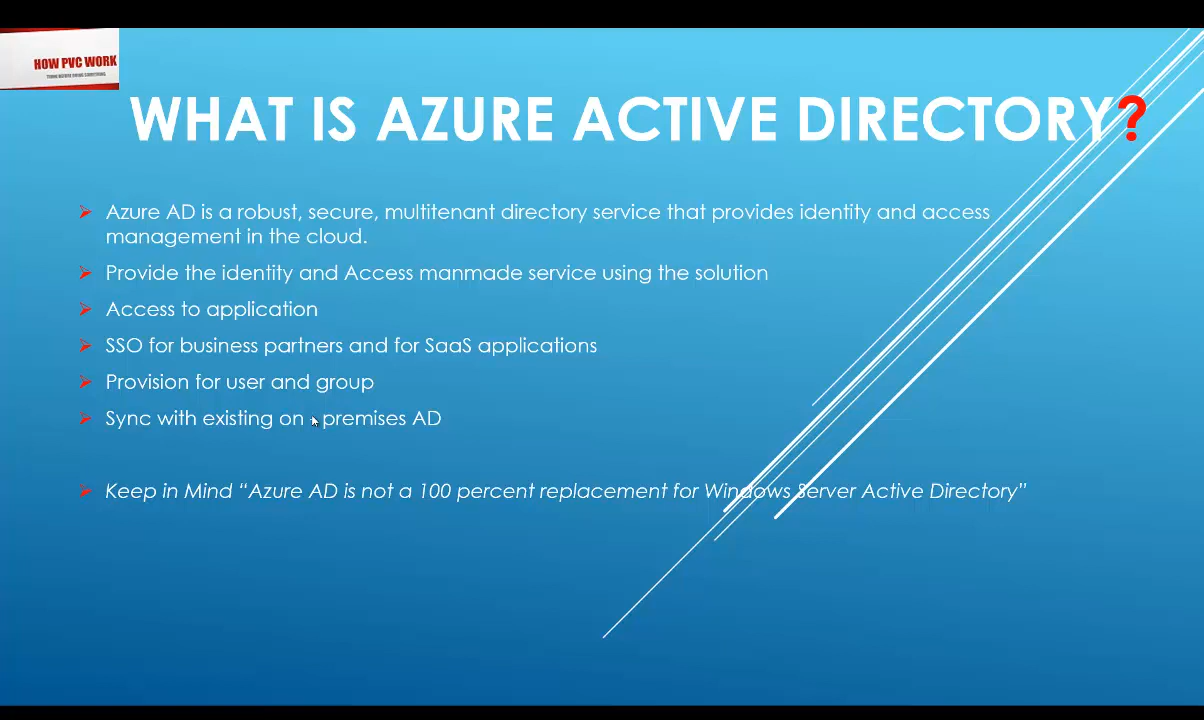 HOW PVC WORK
WHAT IS AZURE ACTIVE DIRECTORY?
Azure AD is a robust, secure, multitenant directory service that provides identity and access
management in the cloud.
Provide the identity and Access manmade service using the solution
Access to application
SSO for business partners and for SaaS applications
Provision for user and group
Sync with existing on - premises AD
Keep in Mind “Azure AD is not a 100 percent replacement for Windows Server Active Directory”